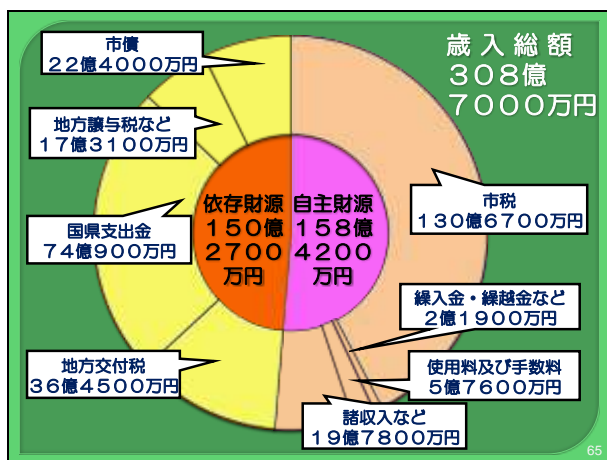 歳入総額
308億
7000万円
市債
22億4000万円
地方譲与税など
17億3100万円
国県支出金
74億900万円
地方交付税
36億4500万円
依存財源
150億
2700
万円
自主財源
158億
4200
万円
市税
130億6700万円
繰入金・繰越金など
2億1900万円
使用料及び手数料
5億7600万円
諸収入など
19億7800万円
65